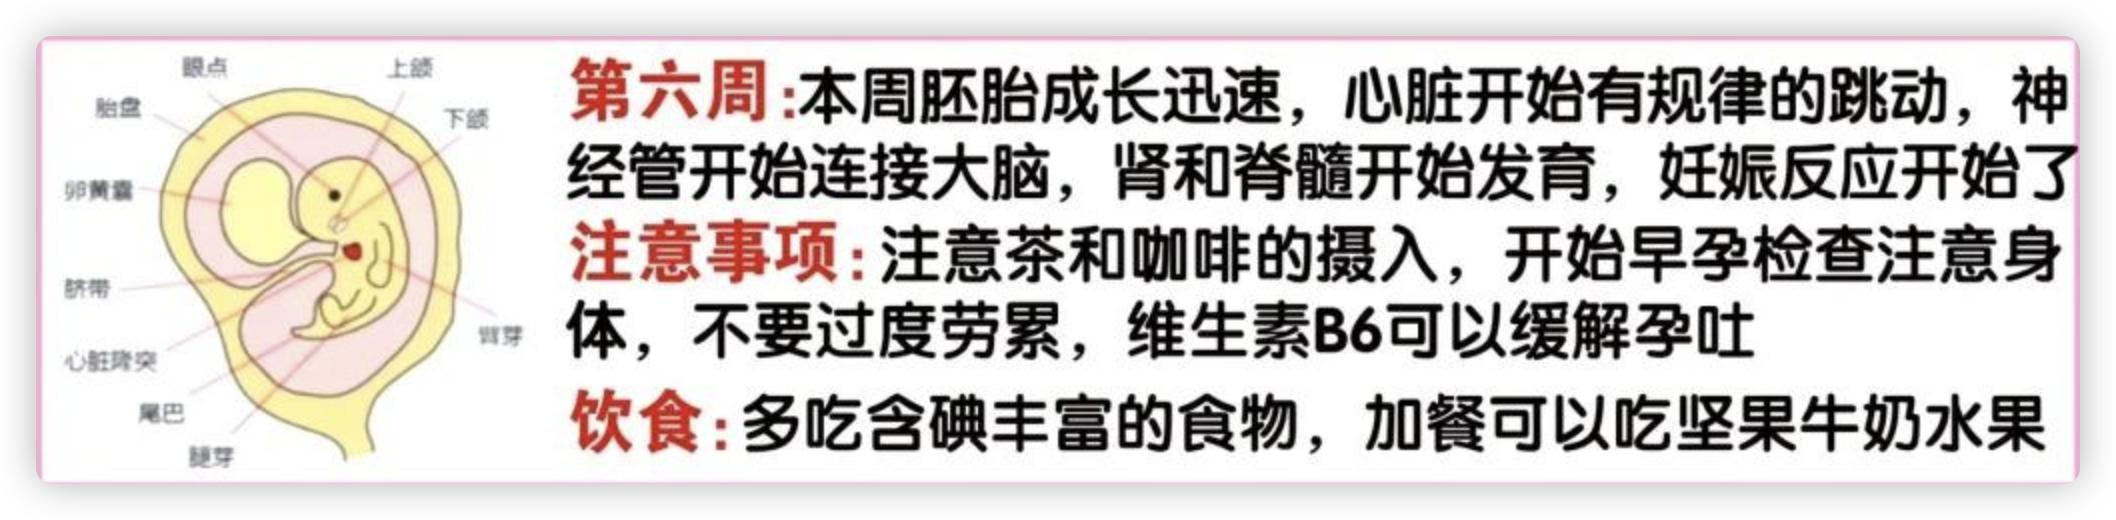 眼点
上颌
胎盘
下颌
卵黄囊
脐带
臂芽
心脏隆突
尾巴
腿芽
第六周:本周胚胎成长迅速，心脏开始有规律的跳动，神
经管开始连接大脑，肾和脊髓开始发育，妊娠反应开始了
注意事项:注意茶和咖啡的摄入，开始早孕检查注意身
体，不要过度劳累，维生素B6可以缓解孕吐
饮食:多吃含碘丰富的食物，加餐可以吃坚果牛奶水果